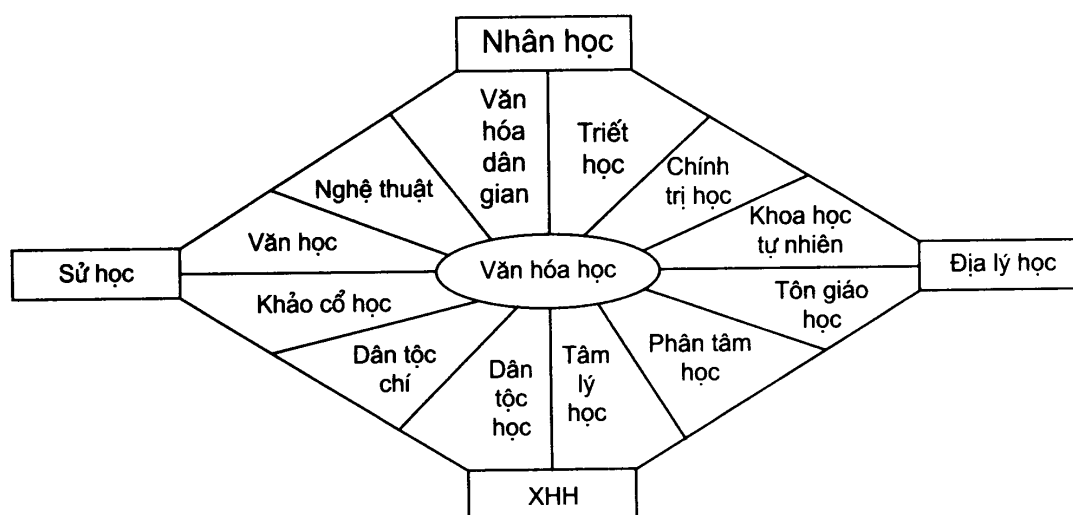 Nhân học
Văn
hóa
dân
gian
Triết
học
Chính
trị học
Nghệ thuật
Khoa học
tự nhiên
Văn học
Sử học
Văn hóa học
Địa lý học
Khảo cổ học
Tôn giáo
học
Dân tộc
chí
Dân
tộc
học
Tâm
lý
học
Phân tâm
học
XHH